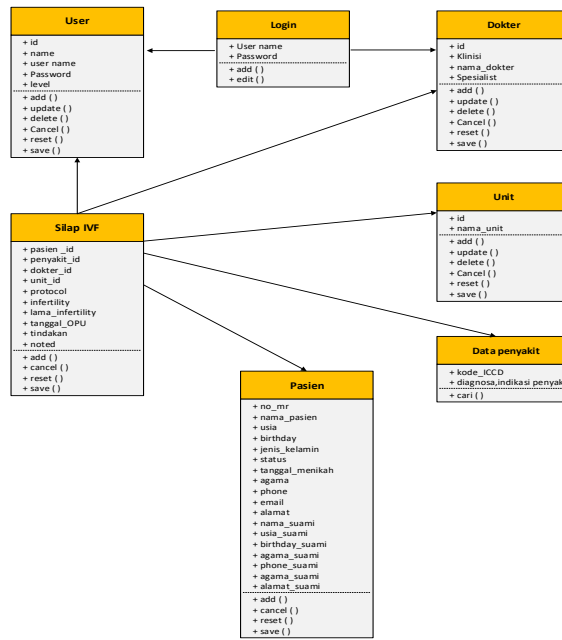 User
+ id
+ name
+ user name
+ Password
+ level
+ add ( )
+ update ( )
+ delete ( )
+ Cancel ( )
+ reset ( )
+ save ( )
Login
+ User name
+ Password
+ add ( )
+ edit ( )
Dokter
+ id
+ Klinisi
+ nama_dokter
+ Spesialist
+ add ( )
+ update ( )
+ delete ( )
+ Cancel ( )
+ reset ( )
+ save ( )
Silap IVF
+ pasien _id
+ penyakit_id
+ dokter_id
+ unit_id
+ protocol
+ infertility
+ lama_infertility
+ tanggal_OPU
+ tindakan
+ noted
+ add ( )
+ cancel ( )
+ reset ( )
+ save ( )
Unit
+ id
+ nama_unit
+ add ( )
+ update ( )
+ delete ( )
+ Cancel ( )
+ reset ( )
+ save ( )
Data penyakit
+ kode_ICCD
+ diagnosa,indikasi penyak
+ cari ( )
Pasien
+ no_mr
+ nama_pasien
+ usia
+ birthday
+ jenis_kelamin
+ status
+ tanggal_menikah
+ agama
+ phone
+ email
+ alamat
+ nama_suami
+ usia_suami
+ birthday_suami
+ agama_suami
+ phone_suami
+ agama_suami
+ alamat_suami
+ add ( )
+ cancel ( )
+ reset ( )
+ save ( )